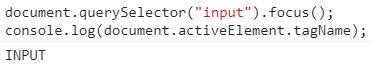 document.querySelector("input").focus();
console.log(document.activeElement.tagName);
INPUT